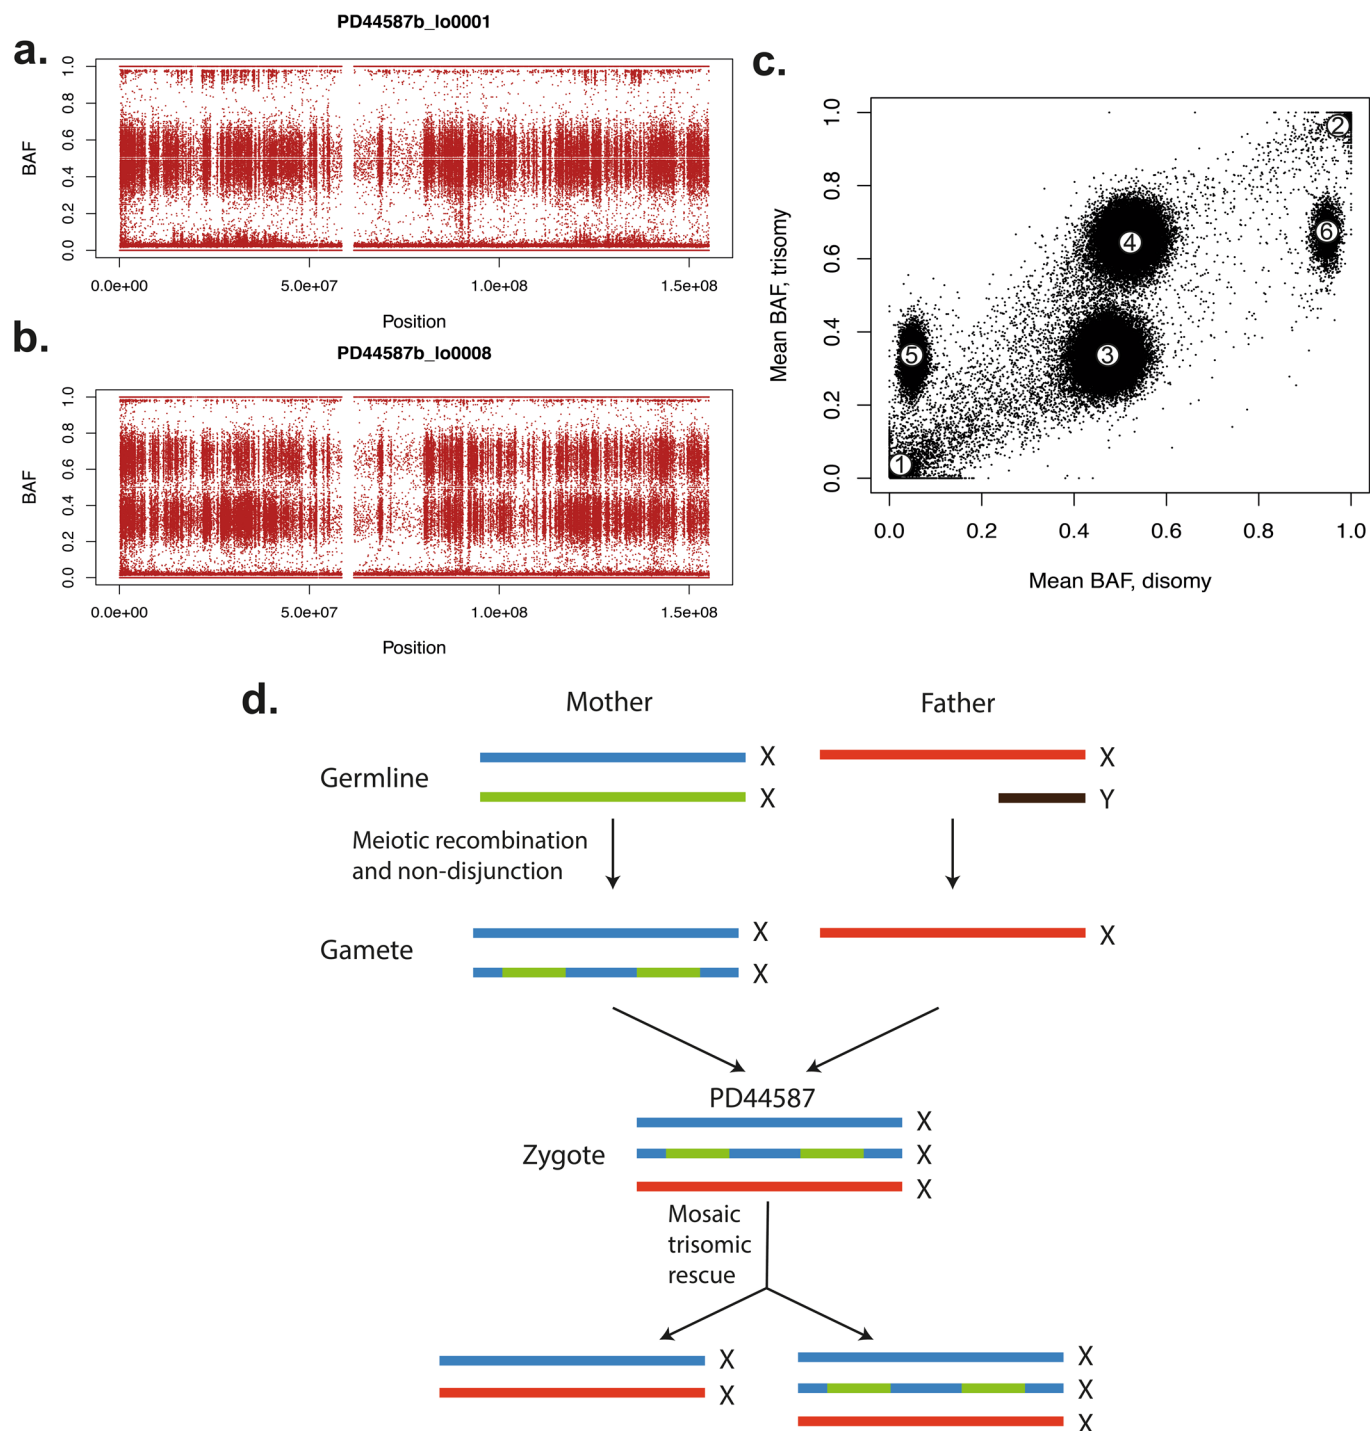 a.
PD44587b_lo0001
BAF
0.0 0.2 0.4 0.6 0.8 1.0
0.0e+00 5.0e+07 1.0e+08 1.5e+08
Position
b.
PD44587b_lo0008
BAF
0.0 0.2 0.4 0.6 0.8 1.0
0.0e+00 5.0e+07 1.0e+08 1.5e+08
Position
c.
Mean BAF, trisomy
0.0 0.2 0.4 0.6 0.8 1.0
2
6
4
5
3
1
0.0 0.2 0.4 0.6 0.8 1.0
Mean BAF, disomy
d.
Mother Father
Germline
X X
X Y
Meiotic recombination
and non-disjunction
Gamete
X X
X
PD44587
Zygote
X
X
X
Mosaic
trisomic
rescue
X X
X X
X